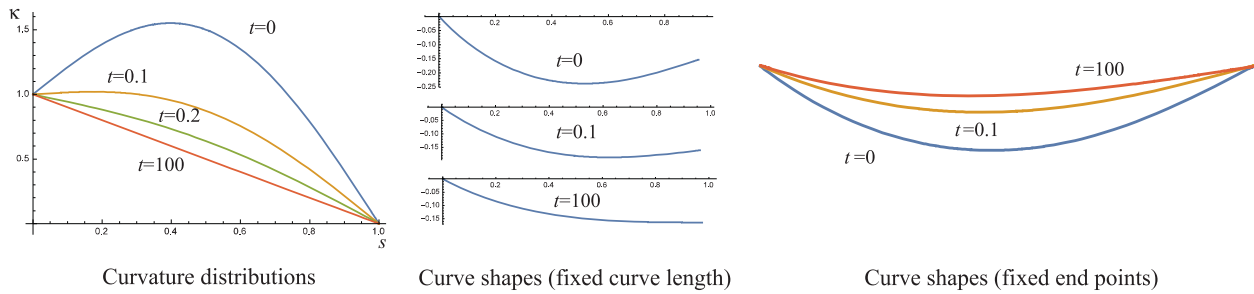 κ
1.5
1.0
0.5
0.2
0.4
0.6
0.8
1.0
s
t=0
t=0.1
t=0.2
t=100
Curvature distributions
0.2
0.4
0.6
0.8
-0.05
-0.10
-0.15
-0.20
-0.25
t=0
0.2
0.4
0.6
0.8
1.0
-0.05
-0.10
-0.15
t=0.1
0.2
0.4
0.6
0.8
1.0
-0.05
-0.10
-0.15
t=100
Curve shapes (fixed curve length)
t=100
t=0.1
t=0
Curve shapes (fixed end points)